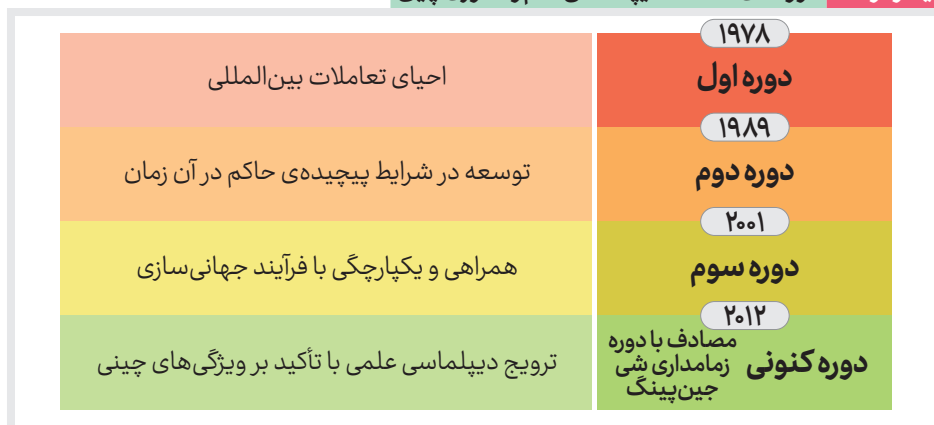 ۱۹۷۸
دوره اول
احیای تعاملات بین‌المللی
۱۹۸۹
دوره دوم
توسعه در شرایط پیچیده‌ی حاکم در آن زمان
۲۰۰۱
دوره سوم
همراهی و یکپارچگی با فرآیند جهانی‌سازی
۲۰۱۲
دوره کنونی
مصادف با دوره
زمامداری شی
جین‌پینگ
ترویج دیپلماسی علمی با تأکید بر ویژگی‌های چینی